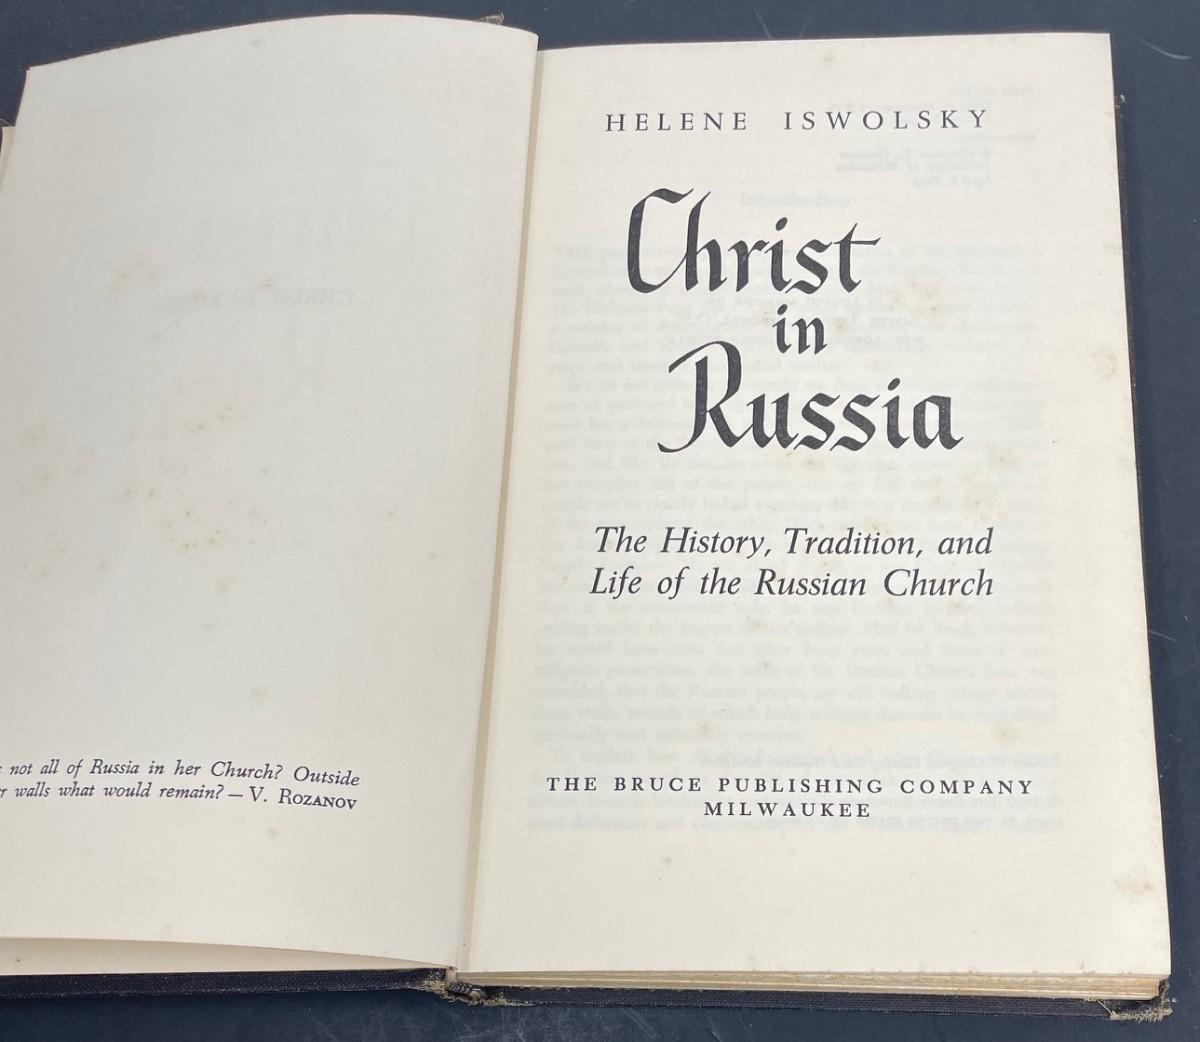 not all of Russia in her Church? Outside
walls what would remain? — V. ROZANOV
HELENE ISWOLSKY
Christ
in
Russia
The History, Tradition, and
Life of the Russian Church
THE BRUCE PUBLISHING COMPANY
MILWAUKEE